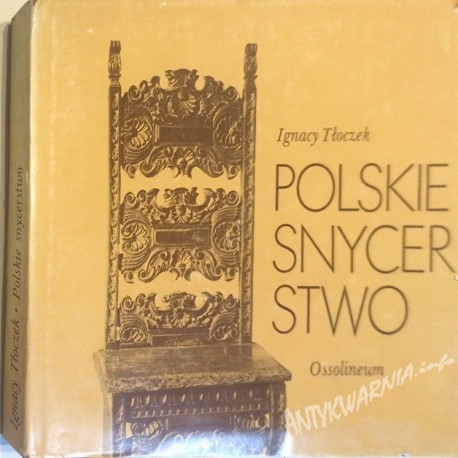 Ignacy Tłoczek
POLSKIE
SNYCER
STWO
Ossolineum
Ignacy Tłoczek • Polskie snycerstwo
ANTYKWARNIA.info